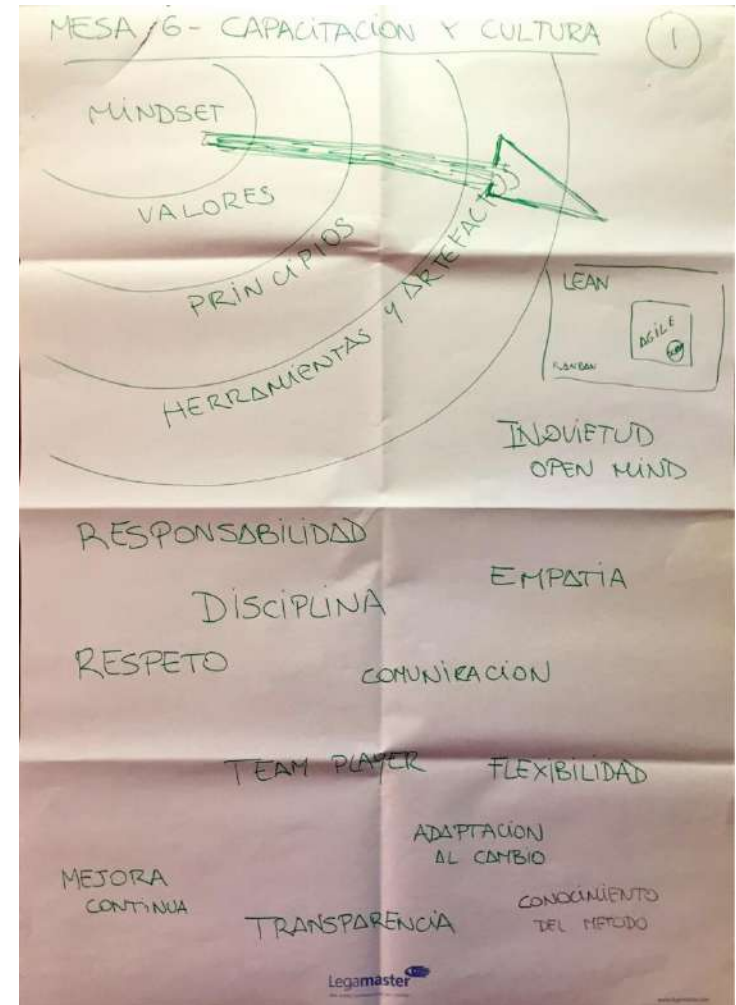 MESA 6 - CAPACITACION Y CULTURA
1
MINDSET
VALORES
PRINCIPIOS
HERRAMIENTAS Y ARTEFACTOS
LEAN
AGILE
KANBAN
INQUIETUD
OPEN MIND
RESPONSABILIDAD
EMPATIA
DISCIPLINA
RESPETO
COMUNICACION
TEAM PLAYER
FLEXIBILIDAD
ADAPTACION
AL CAMBIO
MEJORA
CONTINUA
CONOCIMIENTO
DEL METODO
TRANSPARENCIA
Legamaster